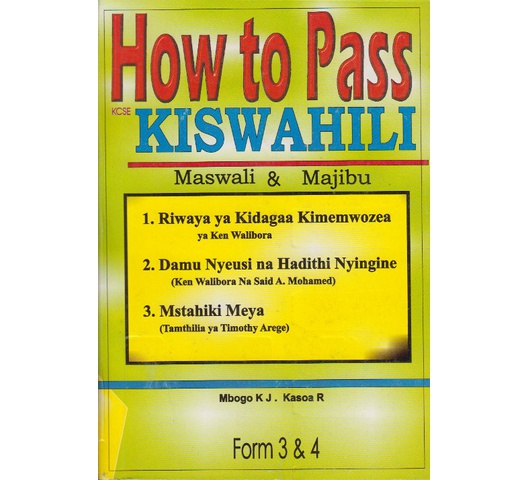 How to Pass
KCSE
KISWAHILI
Maswali & Majibu
1. Riwaya ya Kidagaa Kimemwozea
ya Ken Walibora
2. Damu Nyeusi na Hadithi Nyingine
(Ken Walibora Na Said A. Mohamed)
3. Mstahiki Meya
(Tamthilia ya Timothy Arege)
Mbogo K J . Kasoa R
Form 3 & 4